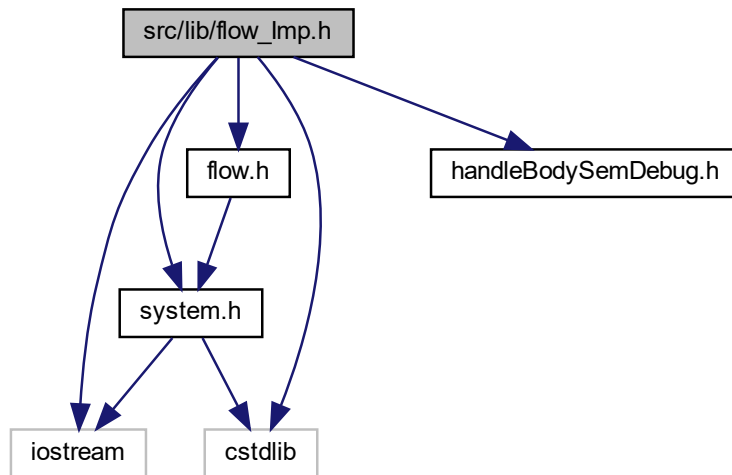 src/lib/flow_Imp.h
flow.h
handleBodySemDebug.h
system.h
iostream
cstdlib